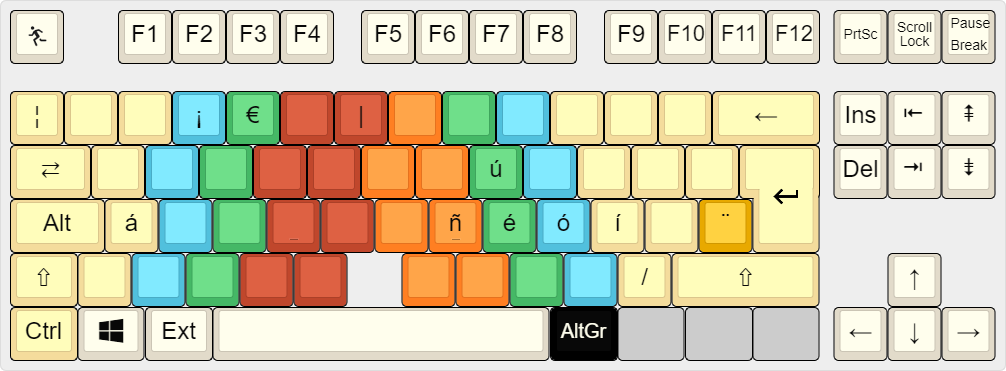 F1 F2 F3 F4 F5 F6 F7 F8 F9 F10 F11 F12 PrtSc Scroll Lock Pause Break
¦ ¡ € | ← Ins ⇤ ⇞
⇄ ú ↵ Del ⇥ ⇟
Alt á _ ñ é ó í ¨
⇧ / ⇧ ↑
Ctrl Ext AltGr ← ↓ →